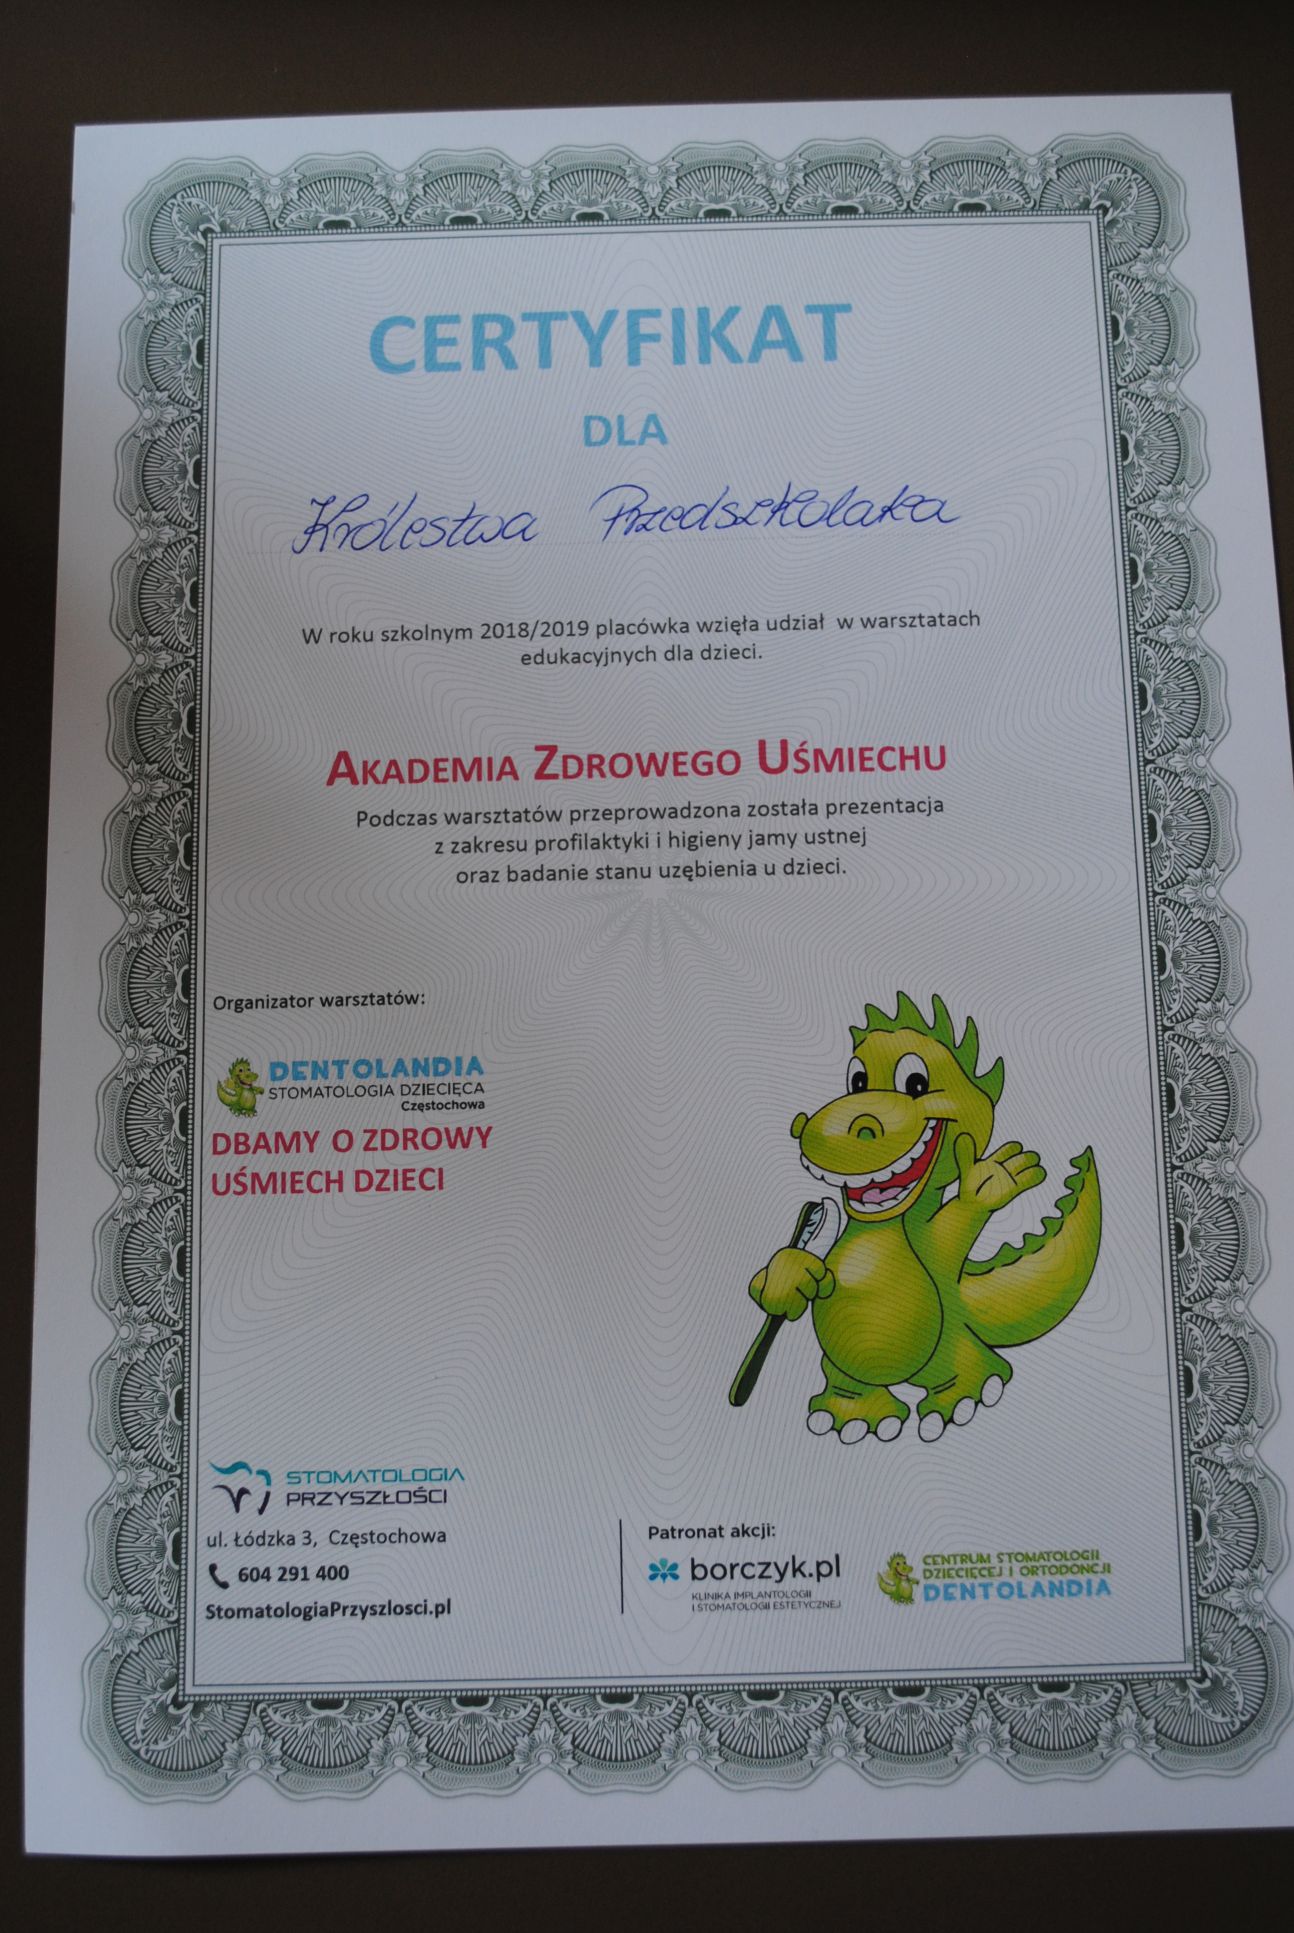 CERTYFIKAT
DLA
Królestwa Przedszkolaka
W roku szkolnym 2018/2019 placówka wzięła udział w warsztatach
edukacyjnych dla dzieci.
AKADEMIA ZDROWEGO UŚMIECHU
Podczas warsztatów przeprowadzona została prezentacja
z zakresu profilaktyki i higieny jamy ustnej
oraz badanie stanu uzębienia u dzieci.
Organizator warsztatów:
DENTOLANDIA
STOMATOLOGIA DZIECIĘCA
Częstochowa
DBAMY O ZDROWY
UŚMIECH DZIECI
STOMATOLOGIA
PRZYSZŁOŚCI
ul. Łódzka 3, Częstochowa
604 291 400
StomatologiaPrzyszlosci.pl
Patronat akcji:
borczyk.pl
KLINIKA IMPLANTOLOGII
I STOMATOLOGII ESTETYCZNEJ
CENTRUM STOMATOLOGII
DZIECIĘCEJ I ORTODONCJI
DENTOLANDIA